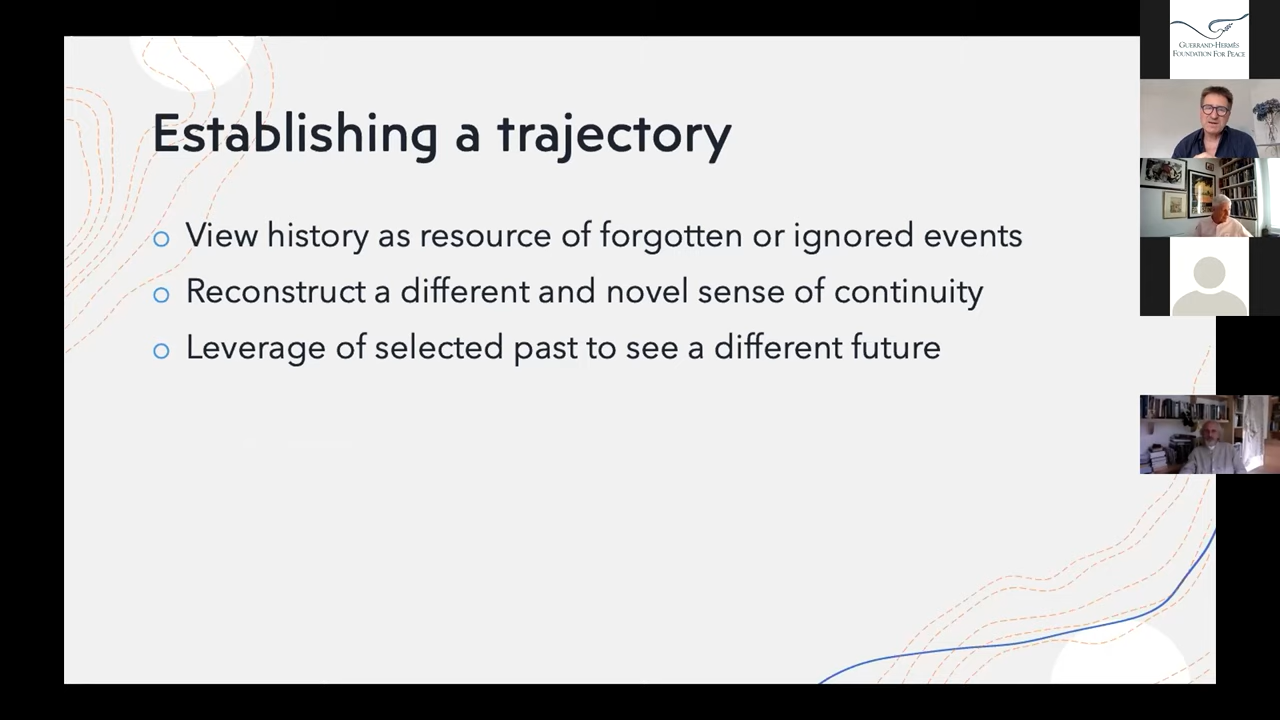 Establishing a trajectory
o View history as resource of forgotten or ignored events
o Reconstruct a different and novel sense of continuity
o Leverage of selected past to see a different future
GUERRAND-HERMÈS
FOUNDATION FOR PEACE